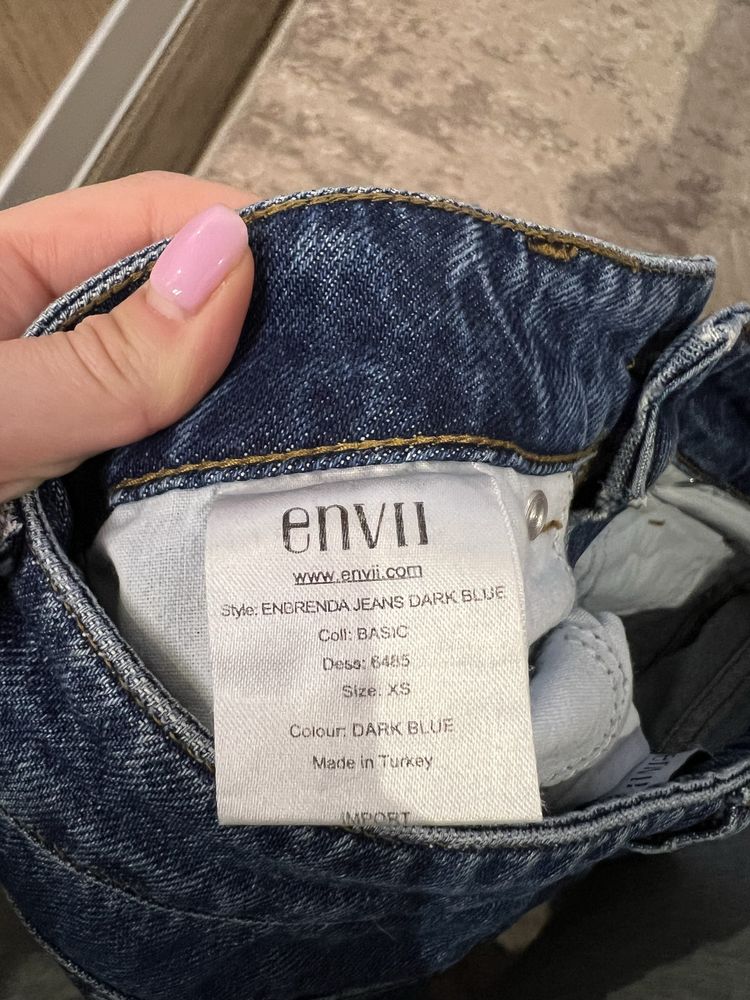 envii
www.envii.com
Style: ENBRENDA JEANS DARK BLUE
Coll: BASIC
Dess: 6485
Size: XS
Colour: DARK BLUE
Made in Turkey
IMPORT